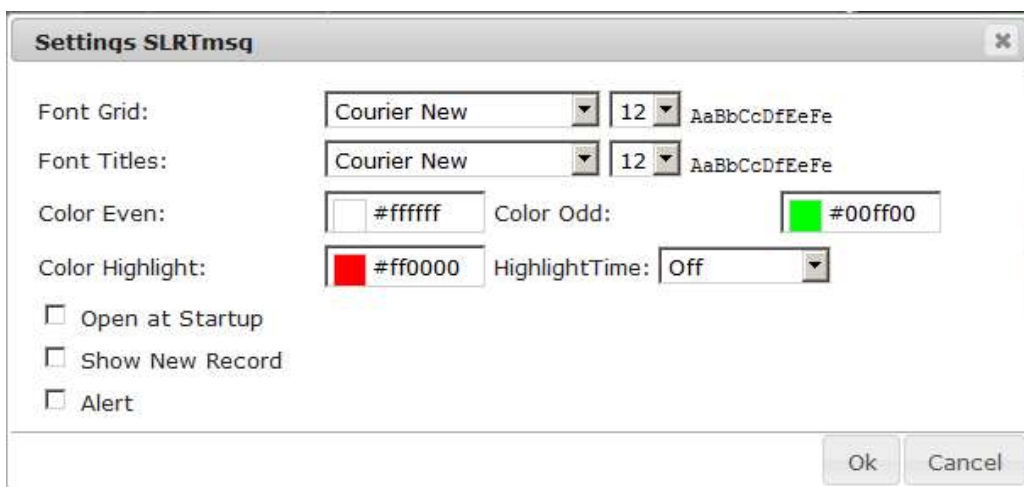 Settings SLRTmsq
Font Grid: Courier New 12 AaBbCcDfEeFe
Font Titles: Courier New 12 AaBbCcDfEeFe
Color Even: #ffffff Color Odd: #00ff00
Color Highlight: #ff0000 HighlightTime: Off
Open at Startup
Show New Record
Alert
Ok Cancel